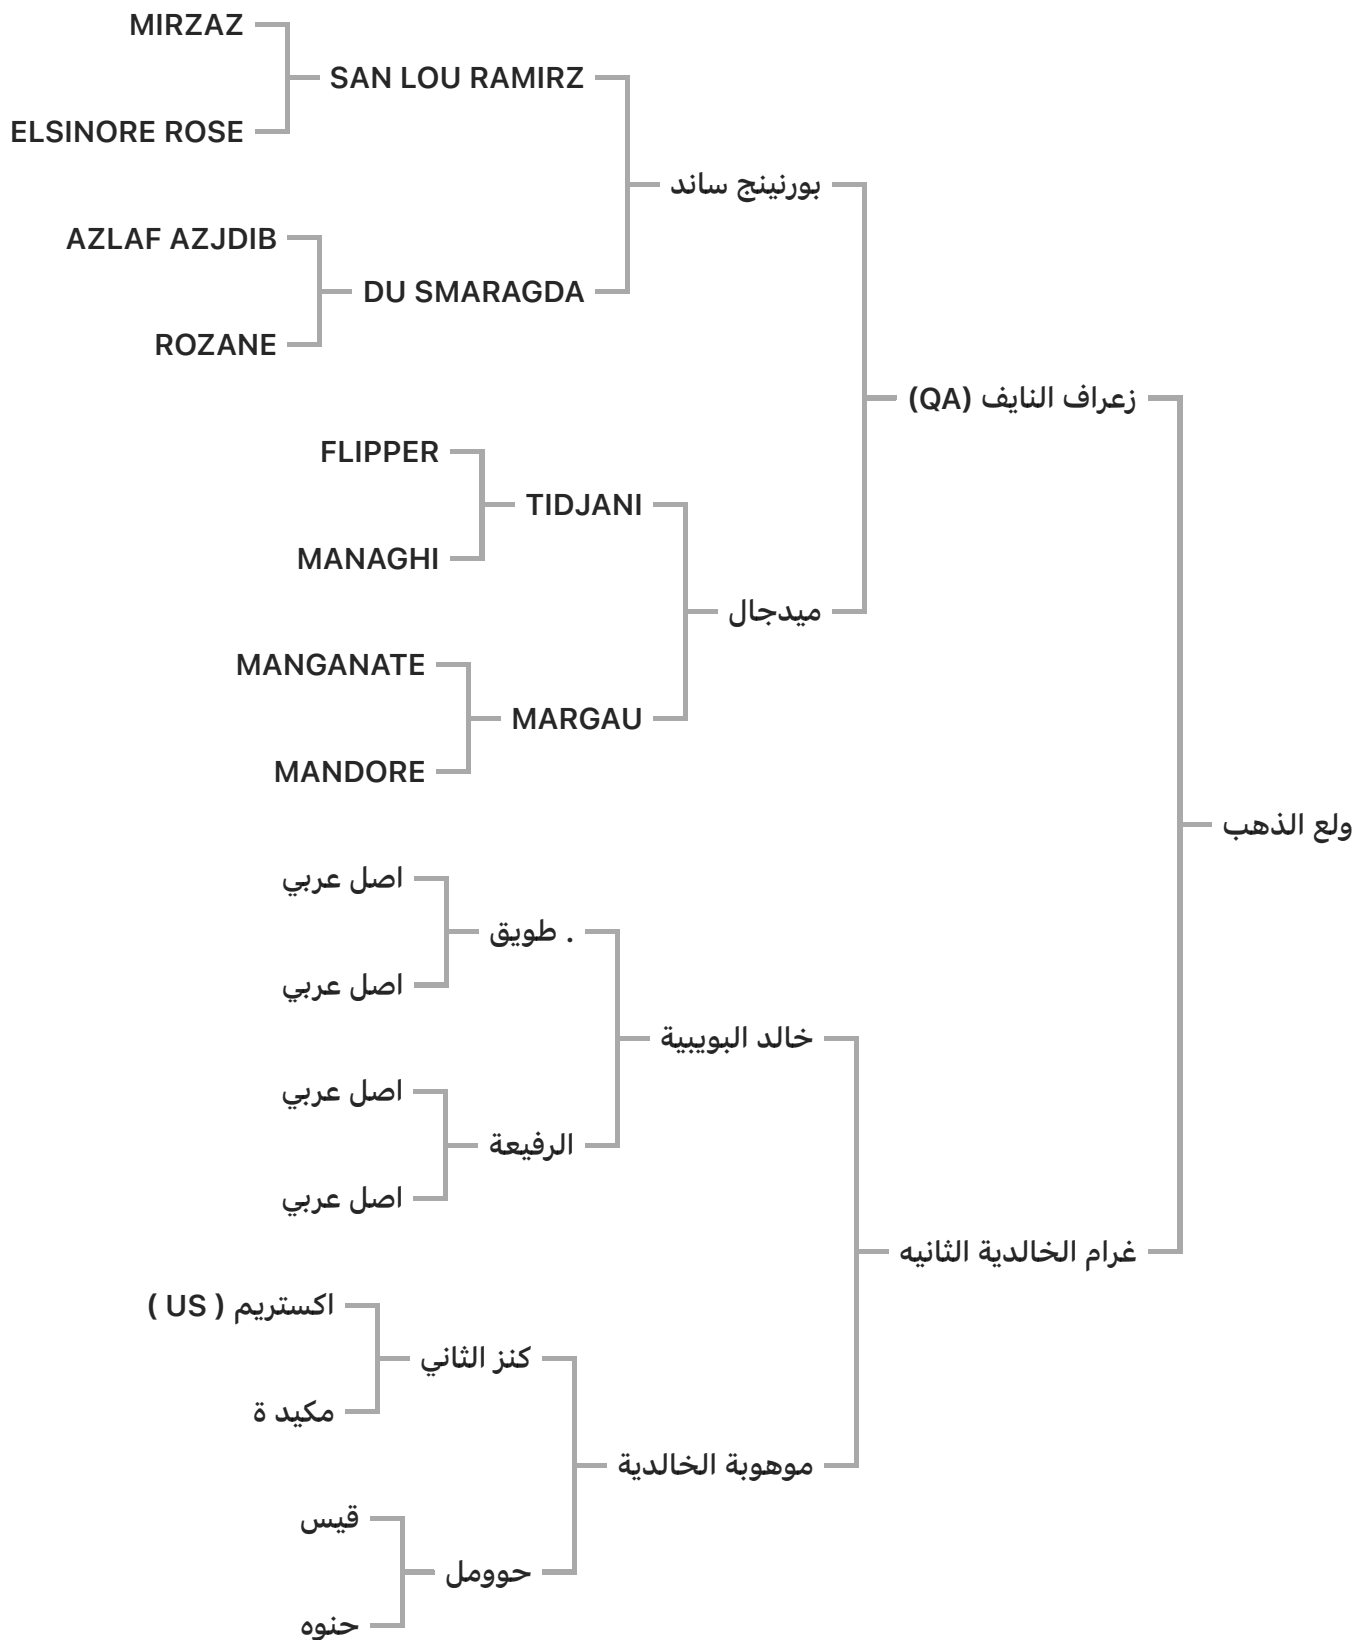 MIRZAZ
SAN LOU RAMIRZ
ELSINORE ROSE
بورنينج ساند
AZLAF AZJDIB
DU SMARAGDA
ROZANE
زعراف النايف (QA)
FLIPPER
TIDJANI
MANAGHI
ميدجال
MANGANATE
MARGAU
MANDORE
ولع الذهب
اصل عربي
. طويق
اصل عربي
خالد البويبية
اصل عربي
الرفيعة
اصل عربي
غرام الخالدية الثانيه
اكستريم ( US )
كنز الثاني
مكيد ة
موهوبة الخالدية
قيس
حوومل
حنوه